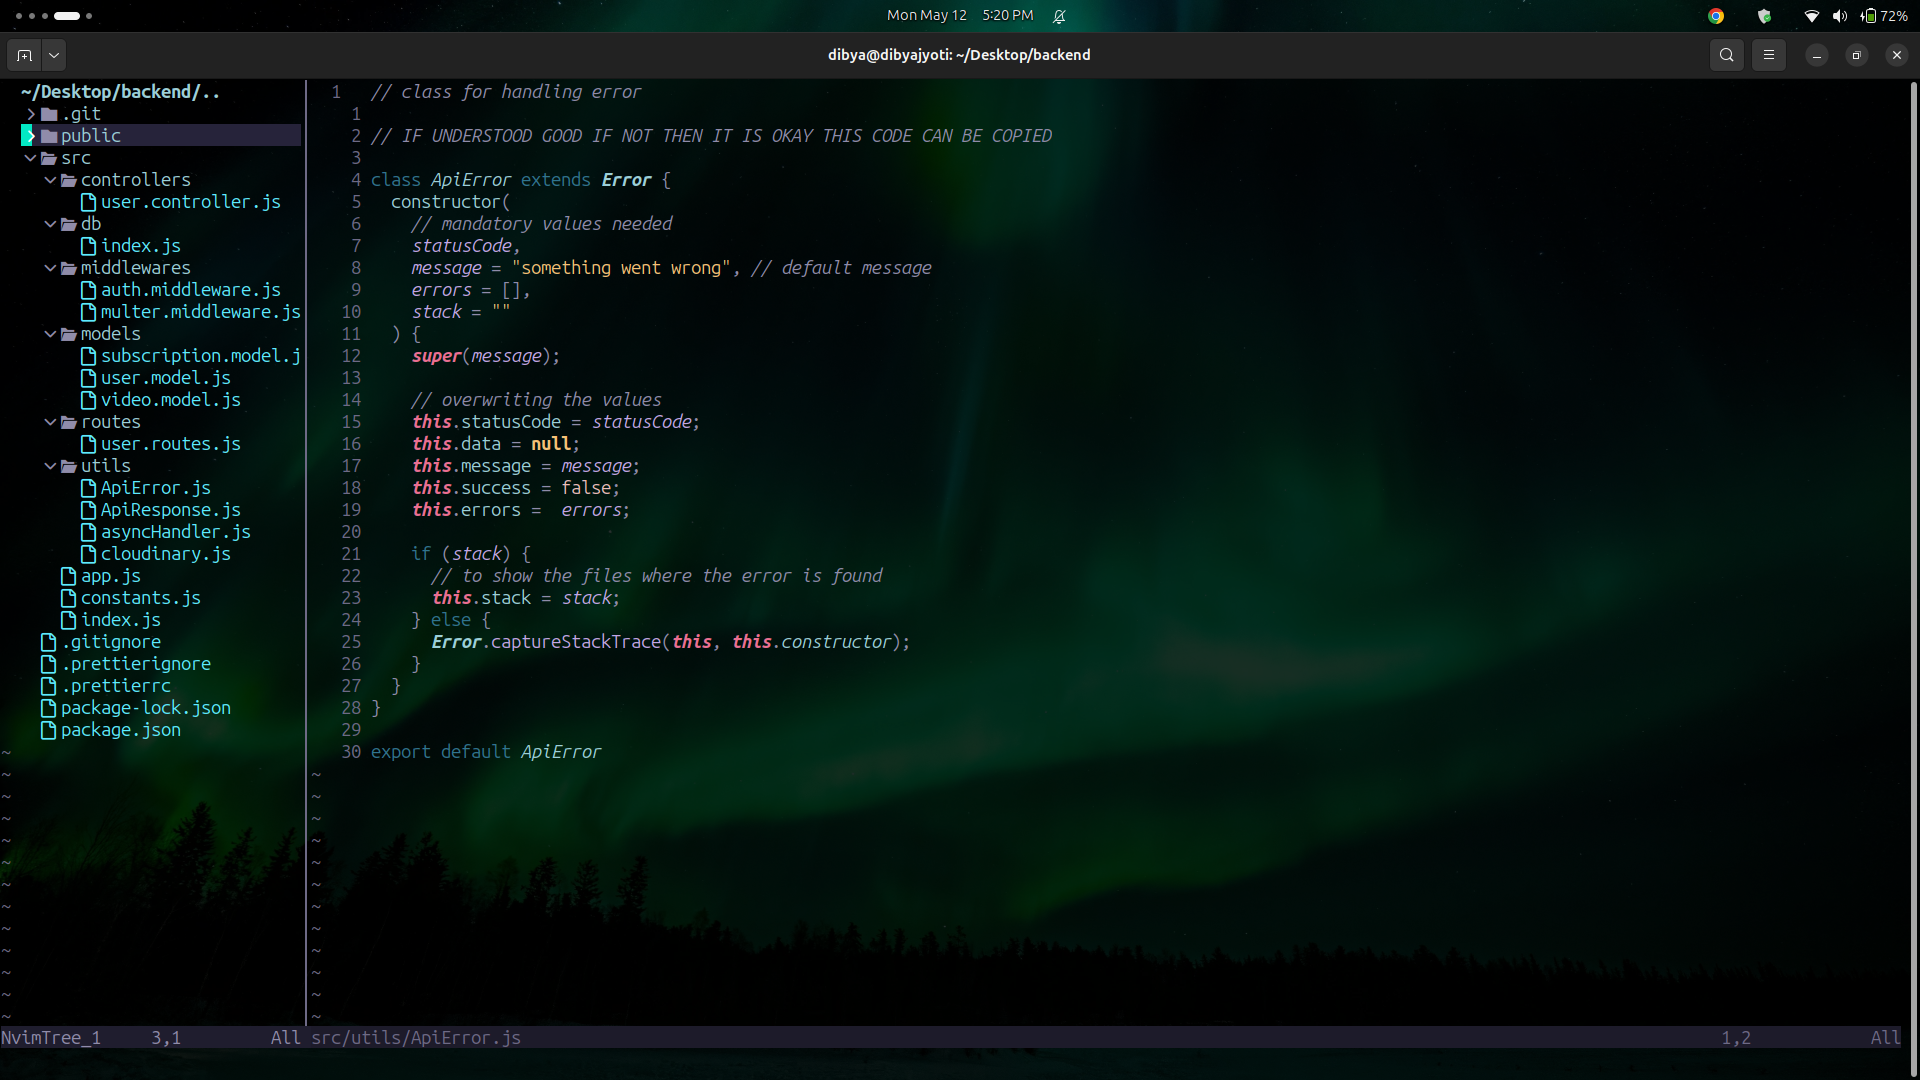 Mon May 12 5:20 PM
72%
dibya@dibyajyoti: ~/Desktop/backend
~/Desktop/backend/..
.git
public
src
controllers
user.controller.js
db
index.js
middlewares
auth.middleware.js
multer.middleware.js
models
subscription.model.j
user.model.js
video.model.js
routes
user.routes.js
utils
ApiError.js
ApiResponse.js
asyncHandler.js
cloudinary.js
app.js
constants.js
index.js
.gitignore
.prettierignore
.prettierrc
package-lock.json
package.json
1 // class for handling error
1
2 // IF UNDERSTOOD GOOD IF NOT THEN IT IS OKAY THIS CODE CAN BE COPIED
3
4 class ApiError extends Error {
5 constructor(
6 // mandatory values needed
7 statusCode,
8 message = "something went wrong", // default message
9 errors = [],
10 stack = ""
11 ) {
12 super(message);
13
14 // overwriting the values
15 this.statusCode = statusCode;
16 this.data = null;
17 this.message = message;
18 this.success = false;
19 this.errors =  errors;
20
21 if (stack) {
22 // to show the files where the error is found
23 this.stack = stack;
24 } else {
25 Error.captureStackTrace(this, this.constructor);
26 }
27 }
28 }
29
30 export default ApiError
NvimTree_1 3,1 All src/utils/ApiError.js 1,2 All